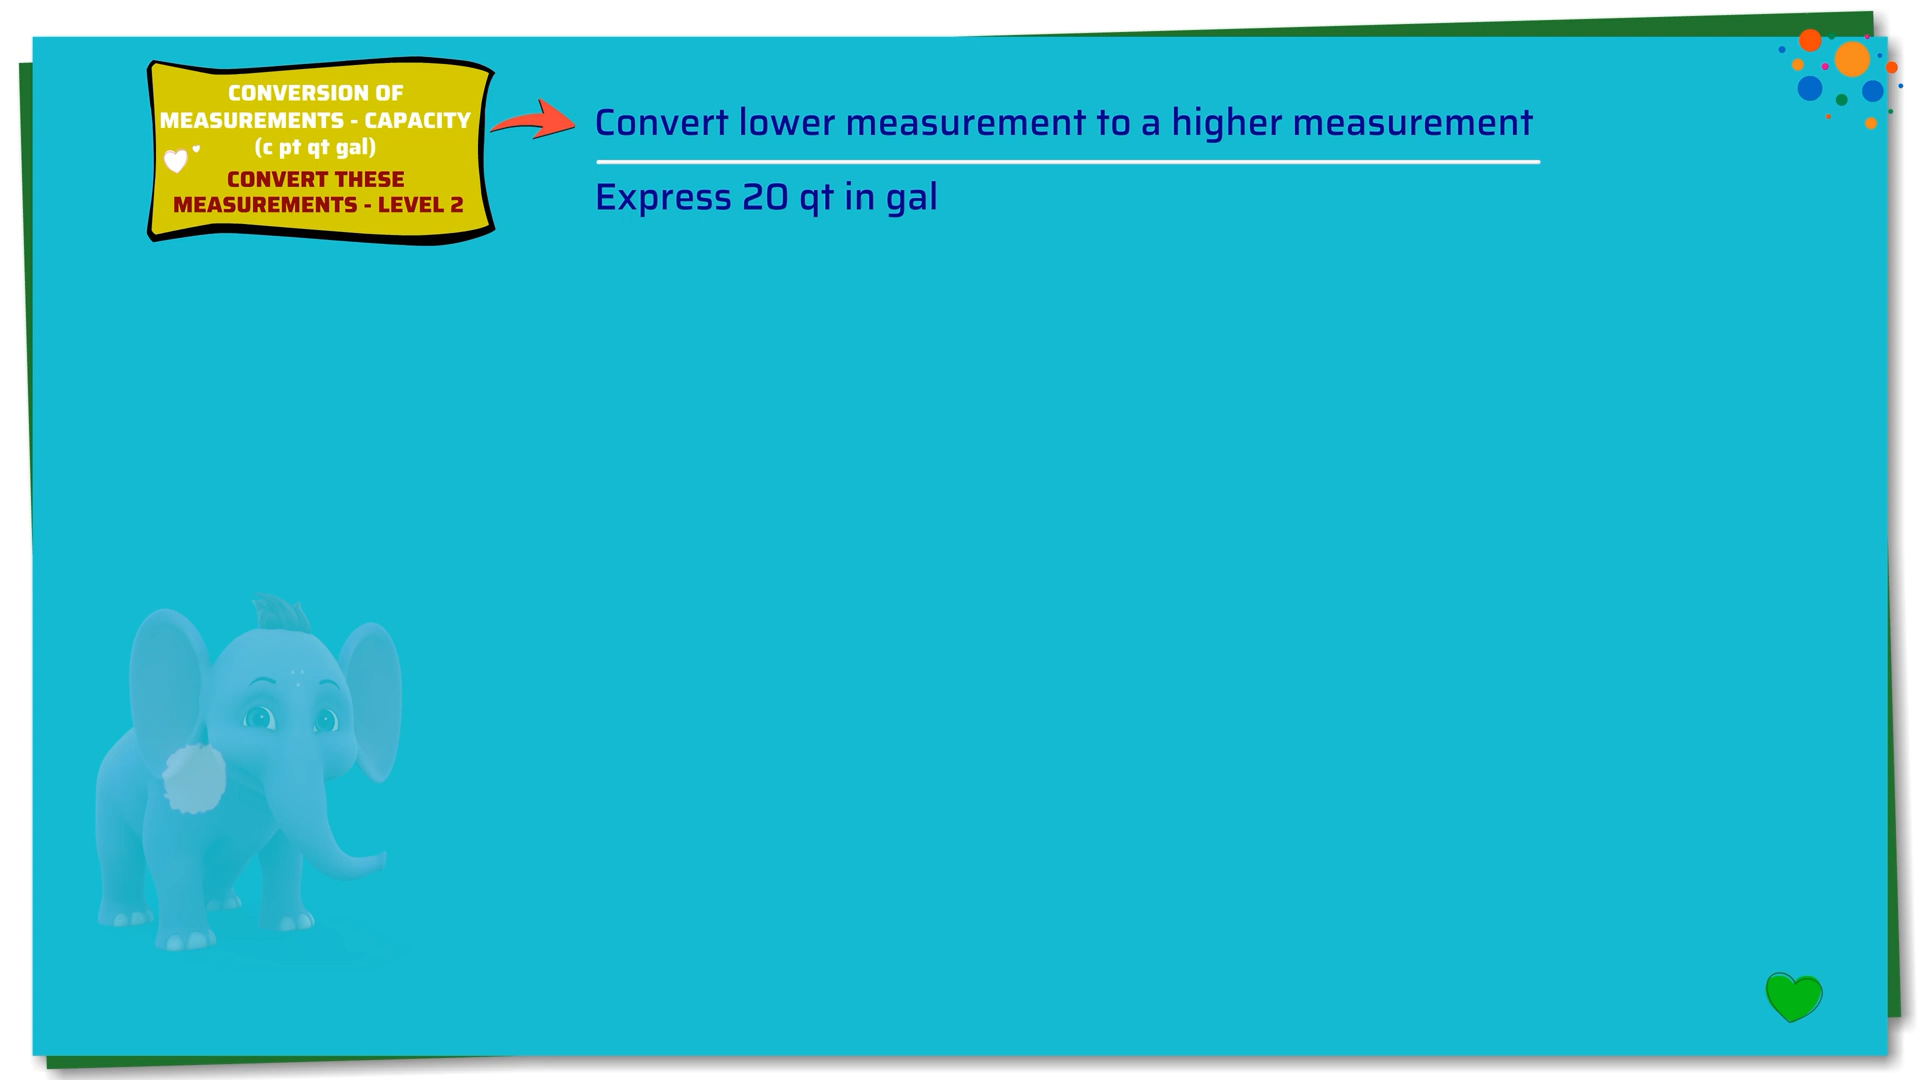 CONVERSION OF
MEASUREMENTS - CAPACITY
(c pt qt gal)
CONVERT THESE
MEASUREMENTS - LEVEL 2
Convert lower measurement to a higher measurement
Express 20 qt in gal